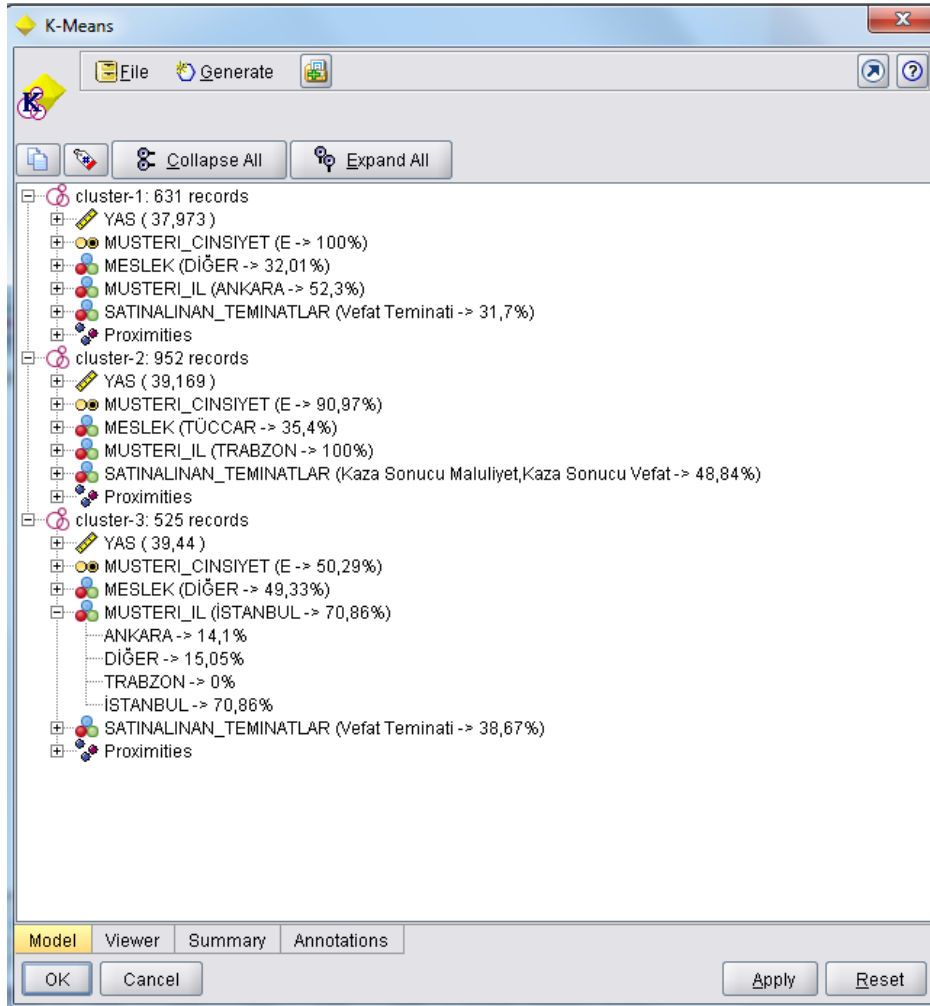 K-Means
File Generate
K
Collapse All Expand All
cluster-1: 631 records
YAS ( 37,973 )
MUSTERI_CINSIYET (E -> 100%)
MESLEK (DİĞER -> 32,01%)
MUSTERI_IL (ANKARA -> 52,3%)
SATINALINAN_TEMINATLAR (Vefat Teminati -> 31,7%)
Proximities
cluster-2: 952 records
YAS ( 39,169 )
MUSTERI_CINSIYET (E -> 90,97%)
MESLEK (TÜCCAR -> 35,4%)
MUSTERI_IL (TRABZON -> 100%)
SATINALINAN_TEMINATLAR (Kaza Sonucu Maluliyet,Kaza Sonucu Vefat -> 48,84%)
Proximities
cluster-3: 525 records
YAS ( 39,44 )
MUSTERI_CINSIYET (E -> 50,29%)
MESLEK (DİĞER -> 49,33%)
MUSTERI_IL (İSTANBUL -> 70,86%)
ANKARA -> 14,1%
DİĞER -> 15,05%
TRABZON -> 0%
İSTANBUL -> 70,86%
SATINALINAN_TEMINATLAR (Vefat Teminati -> 38,67%)
Proximities
Model Viewer Summary Annotations
OK Cancel Apply Reset